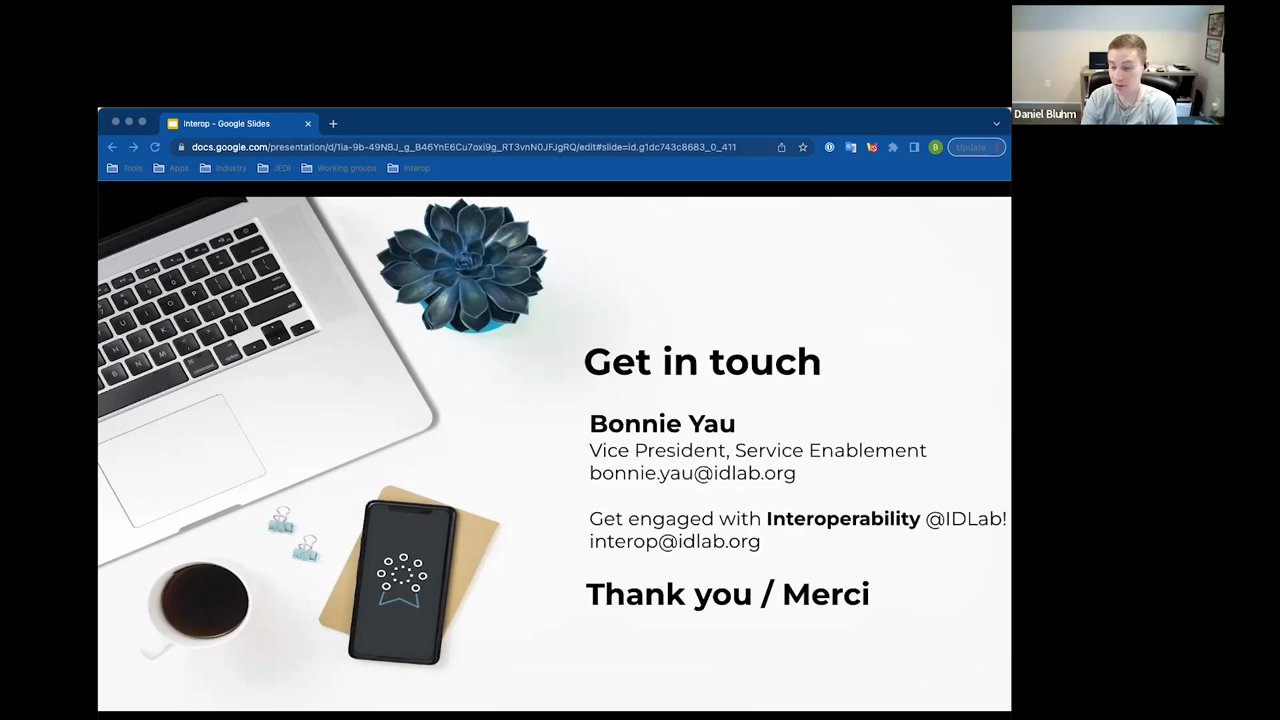 Daniel Bluhm
Interop - Google Slides
docs.google.com/presentation/d/1ia-9b-49NBJ_g_B46YnE6Cu7oxi9g_RT3vnN0JFJgRQ/edit#slide=id.g1dc743c8683_0_411
B
Update
Tools
Apps
Industry
JEDI
Working groups
Interop
Get in touch
Bonnie Yau
Vice President, Service Enablement
bonnie.yau@idlab.org
Get engaged with Interoperability @IDLab!
interop@idlab.org
Thank you / Merci